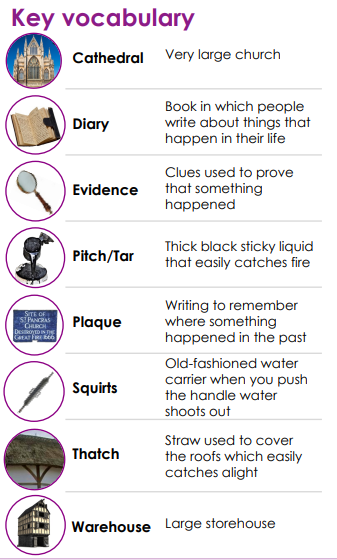 Key vocabulary
Cathedral
Very large church
Diary
Book in which people
write about things that
happen in their life
Evidence
Clues used to prove
that something
happened
Pitch/Tar
Thick black sticky liquid
that easily catches fire
SITE OF
ST PANCRAS
CHURCH
DESTROYED IN THE
GREAT FIRE 1666
Plaque
Writing to remember
where something
happened in the past
Squirts
Old-fashioned water
carrier when you push
the handle water
shoots out
Thatch
Straw used to cover
the roofs which easily
catches alight
Warehouse
Large storehouse